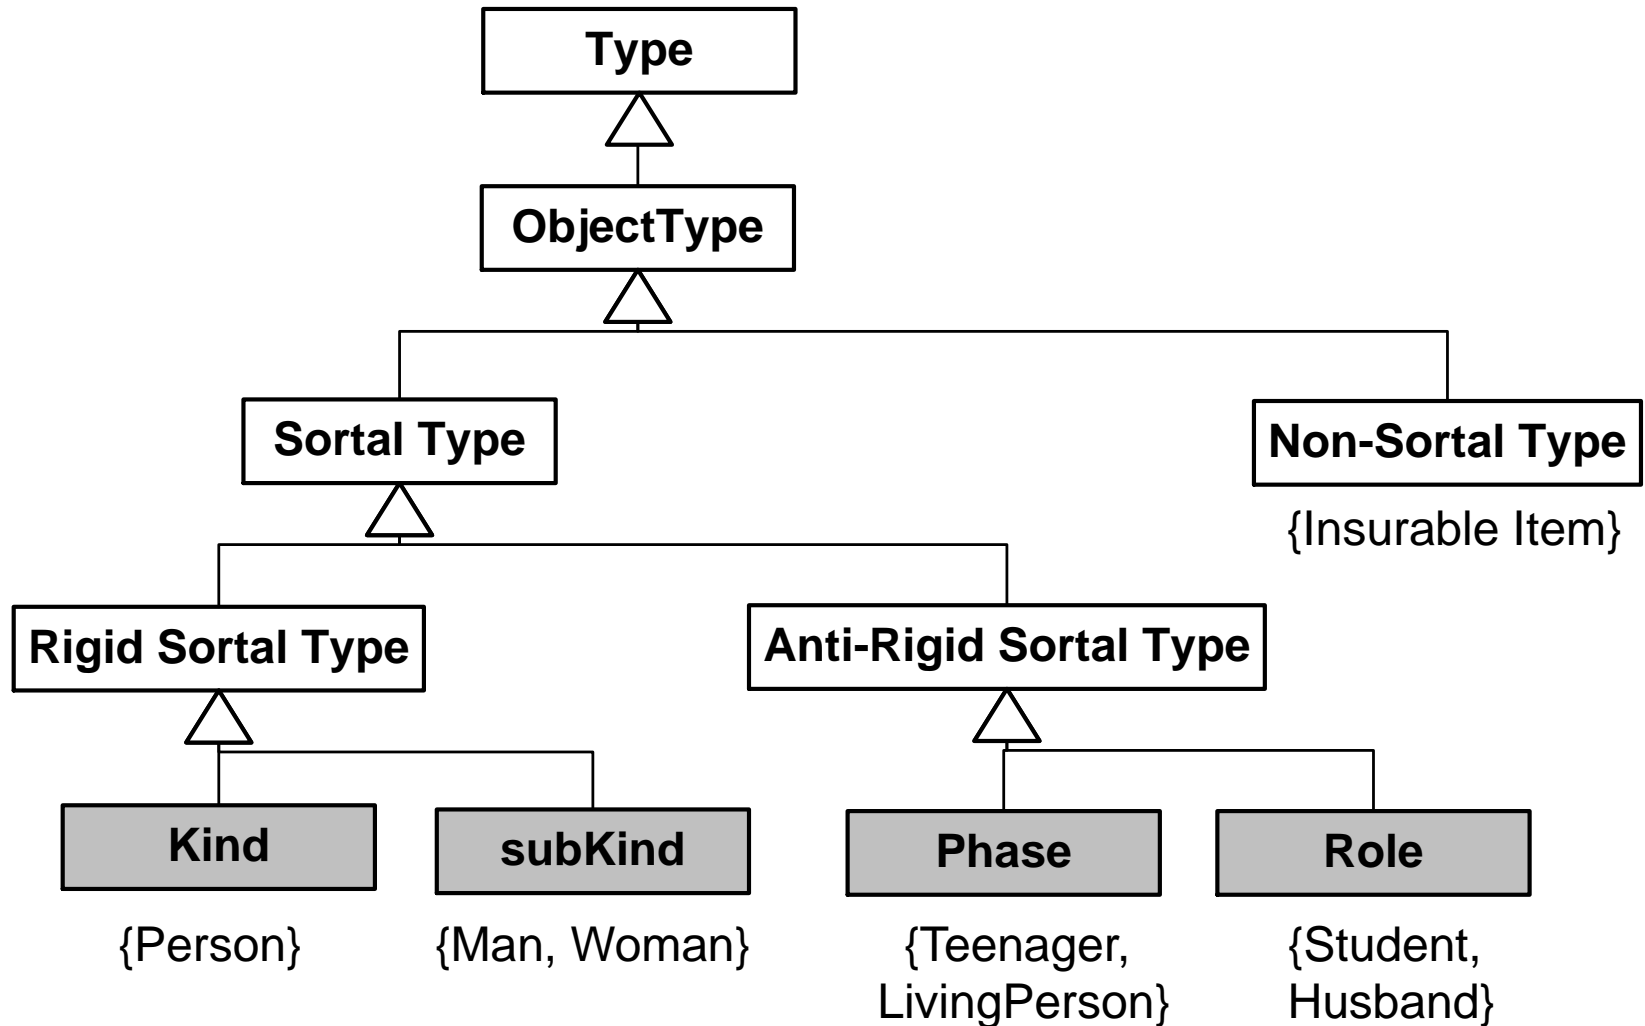 Type
ObjectType
Sortal Type
Non-Sortal Type
{Insurable Item}
Rigid Sortal Type
Anti-Rigid Sortal Type
Kind
subKind
Phase
Role
{Person}
{Man, Woman}
{Teenager,
LivingPerson}
{Student,
Husband}